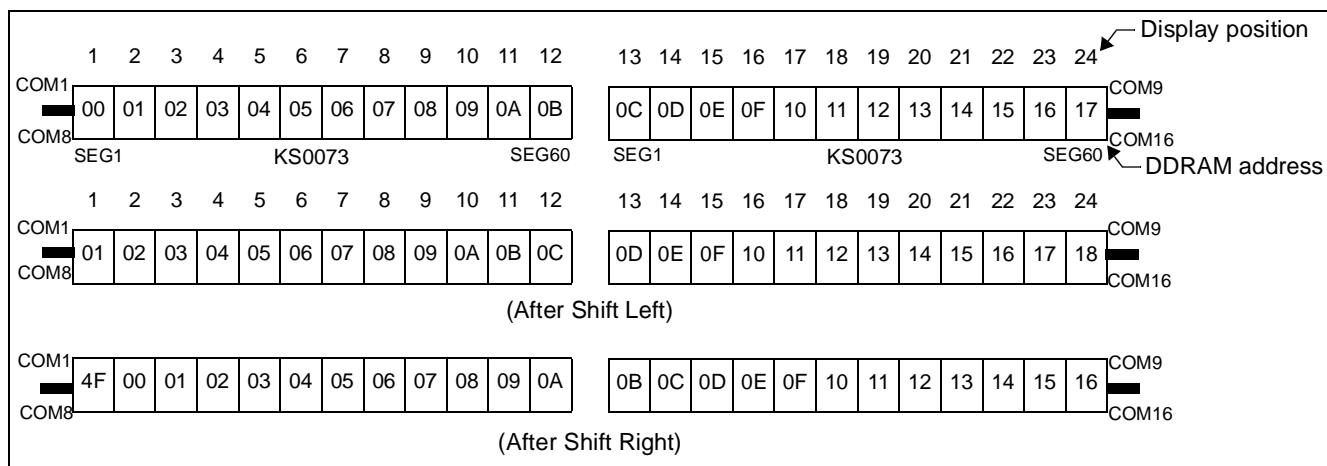 Display position
1 2 3 4 5 6 7 8 9 10 11 12 13 14 15 16 17 18 19 20 21 22 23 24
COM1 COM9
00 01 02 03 04 05 06 07 08 09 0A 0B 0C 0D 0E 0F 10 11 12 13 14 15 16 17
COM8 COM16
SEG1 KS0073 SEG60 SEG1 KS0073 SEG60
DDRAM address
1 2 3 4 5 6 7 8 9 10 11 12 13 14 15 16 17 18 19 20 21 22 23 24
COM1 COM9
01 02 03 04 05 06 07 08 09 0A 0B 0C 0D 0E 0F 10 11 12 13 14 15 16 17 18
COM8 COM16
(After Shift Left)
COM1 COM9
4F 00 01 02 03 04 05 06 07 08 09 0A 0B 0C 0D 0E 0F 10 11 12 13 14 15 16
COM8 COM16
(After Shift Right)